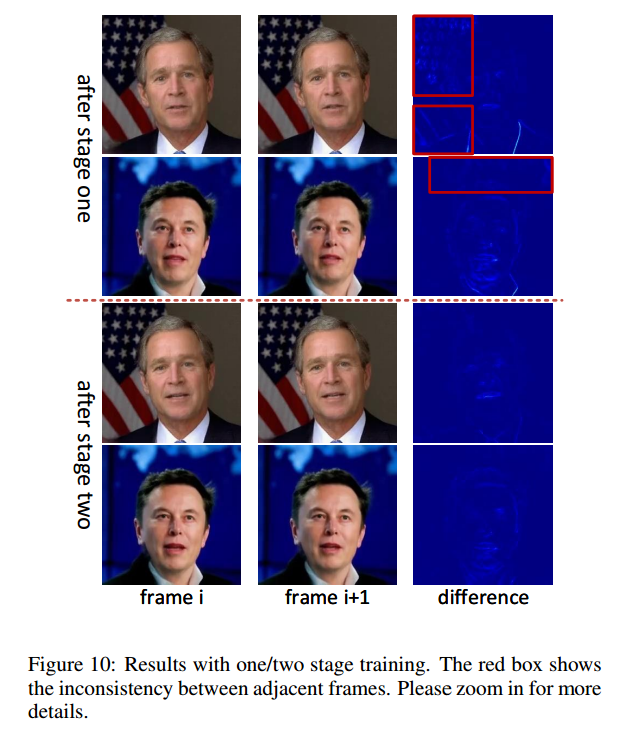 after stage one
after stage two
frame i
frame i+1
difference
Figure 10: Results with one/two stage training. The red box shows
the inconsistency between adjacent frames. Please zoom in for more
details.